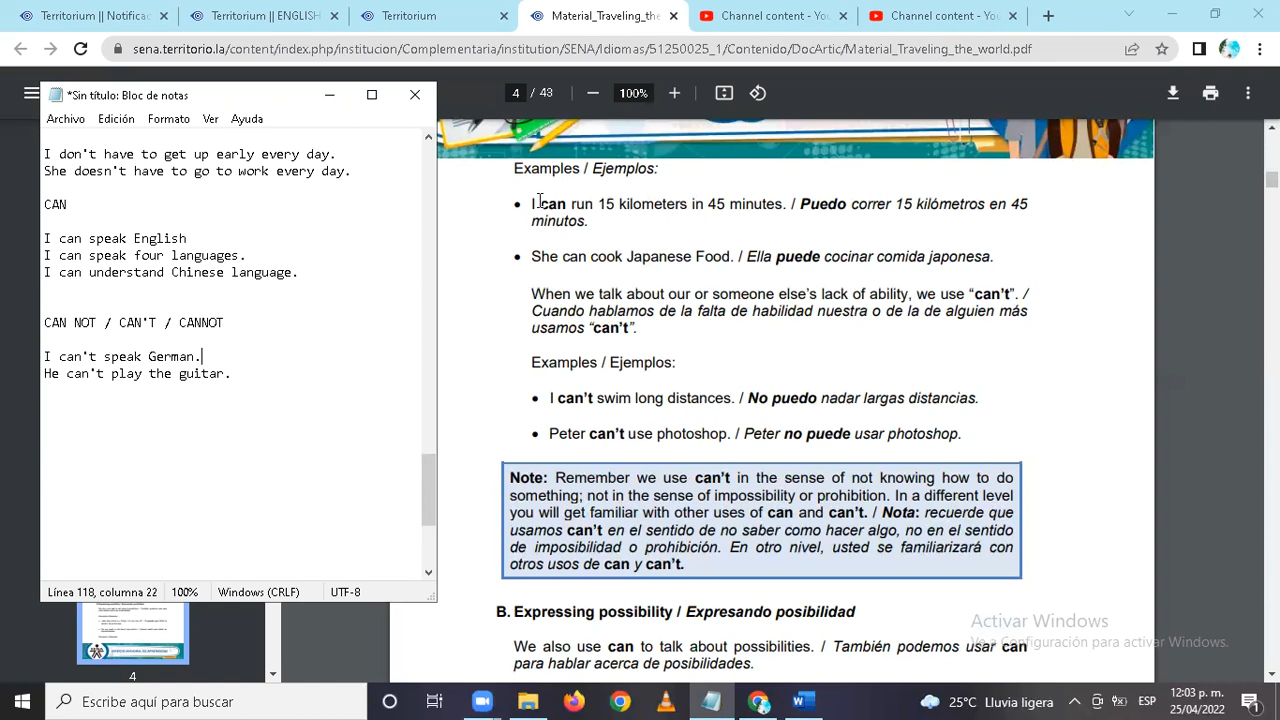 Territorium || Notificac
Territorium || ENGLISH
Territorium
Material_Traveling_the
Channel content - You
Channel content - You
sena.territorio.la/content/index.php/institucion/Complementaria/institution/SENA/Idiomas/51250025_1/Contenido/DocArtic/Material_Traveling_the_world.pdf
*Sin título: Bloc de notas
4 / 43
100%
Archivo Edición Formato Ver Ayuda
I don't have to get up early every day.
She doesn't have to go to work every day.
CAN
I can speak English
I can speak four languages.
I can understand Chinese language.
CAN NOT / CAN'T / CANNOT
I can't speak German.
He can't play the guitar.
Línea 118, columna 22 100% Windows (CRLF) UTF-8
4
Examples / Ejemplos:
• I can run 15 kilometers in 45 minutes. / Puedo correr 15 kilómetros en 45
minutos.
• She can cook Japanese Food. / Ella puede cocinar comida japonesa.
When we talk about our or someone else's lack of ability, we use “can't”. /
Cuando hablamos de la falta de habilidad nuestra o de la de alguien más
usamos “can't”.
Examples / Ejemplos:
• I can't swim long distances. / No puedo nadar largas distancias.
• Peter can't use photoshop. / Peter no puede usar photoshop.
Note: Remember we use can't in the sense of not knowing how to do
something; not in the sense of impossibility or prohibition. In a different level
you will get familiar with other uses of can and can't. / Nota: recuerde que
usamos can't en el sentido de no saber como hacer algo, no en el sentido
de imposibilidad o prohibición. En otro nivel, usted se familiarizará con
otros usos de can y can't.
B. Expressing possibility / Expresando posibilidad
We also use can to talk about possibilities. / También podemos usar can
para hablar acerca de posibilidades.
Activar Windows
configuración para activar Windows.
Escribe aquí para buscar
25°C Lluvia ligera
ESP
12:03 p. m.
25/04/2022
1